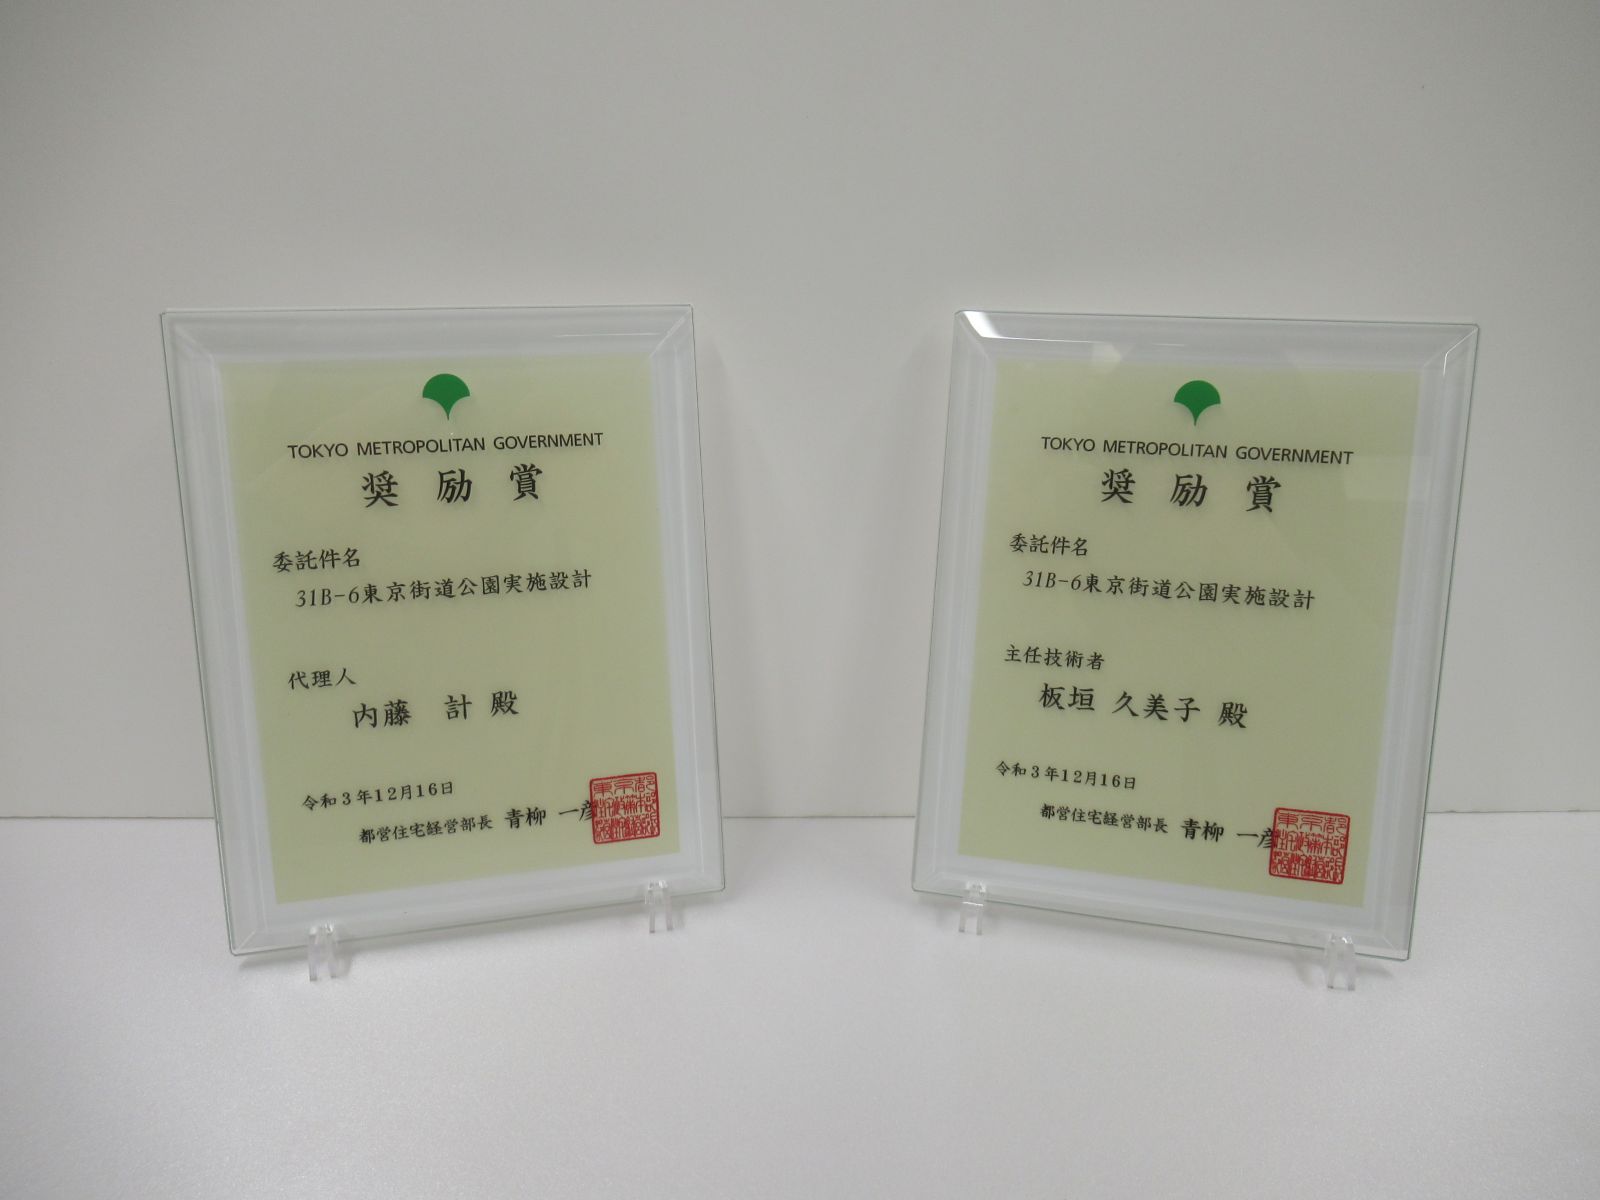 TOKYO METROPOLITAN GOVERNMENT
奨励賞
委託件名
31B-6東京街道公園実施設計
代理人
内藤 計 殿
令和3年12月16日
都営住宅経営部長 青柳 一彦
TOKYO METROPOLITAN GOVERNMENT
奨励賞
委託件名
31B-6東京街道公園実施設計
主任技術者
板垣 久美子 殿
令和3年12月16日
都営住宅経営部長 青柳 一彦